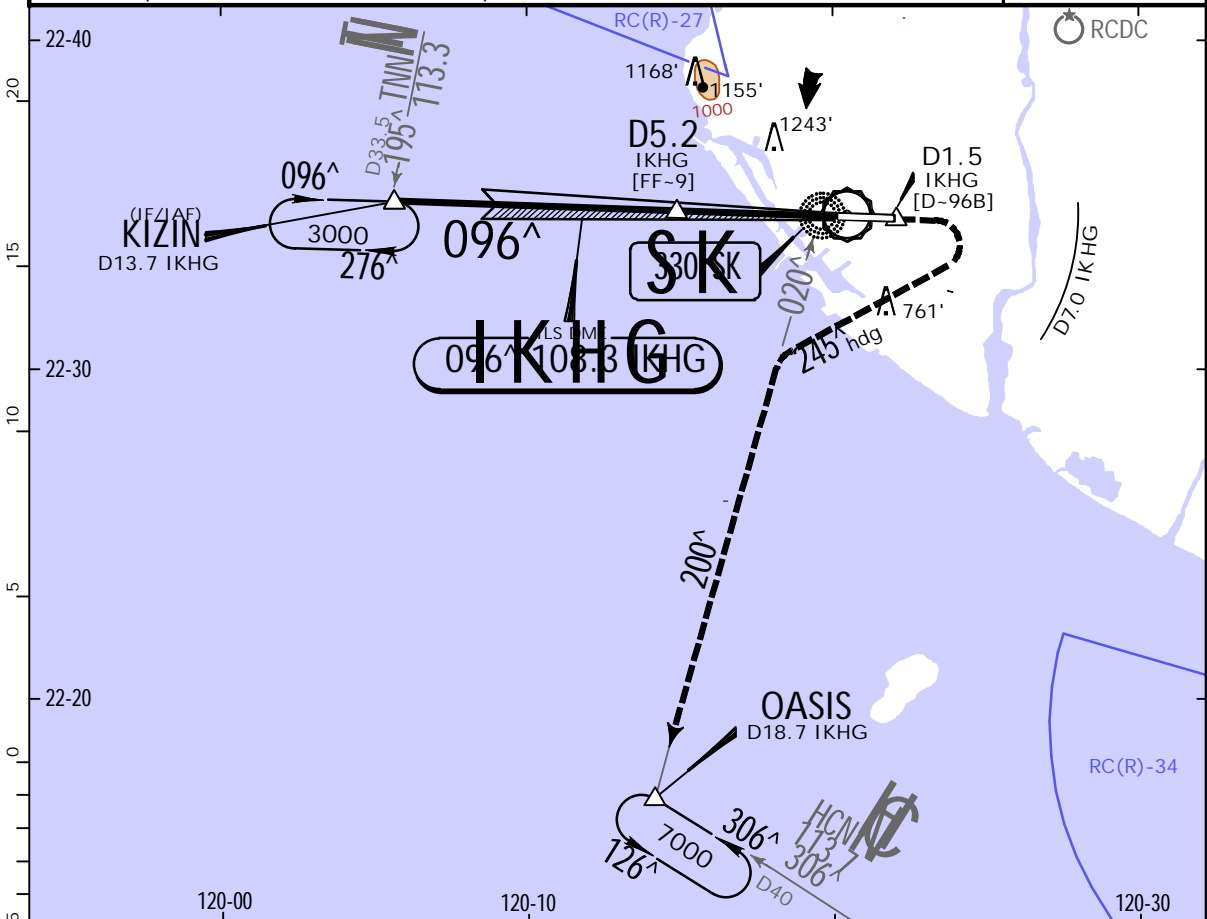 RC(R)-27
RCDC
22-40
20
1168'
1155'
1000
1243'
TNN
113.3
D33.5
195^
D5.2
IKHG
[FF~9]
D1.5
IKHG
[D~96B]
096^
(IF/IAF)
KIZIN
D13.7 IKHG
3000
276^
096^
SK
330 SK
020^
15
761'
D7.0 IKHG
245^ hdg
ILS DME
IKHG
096^ 108.3 IKHG
22-30
10
200^
5
22-20
OASIS
D18.7 IKHG
0
RC(R)-34
7000
306^
126^
HCN
113.7
306^
D40
5
120-00
120-10
120-30